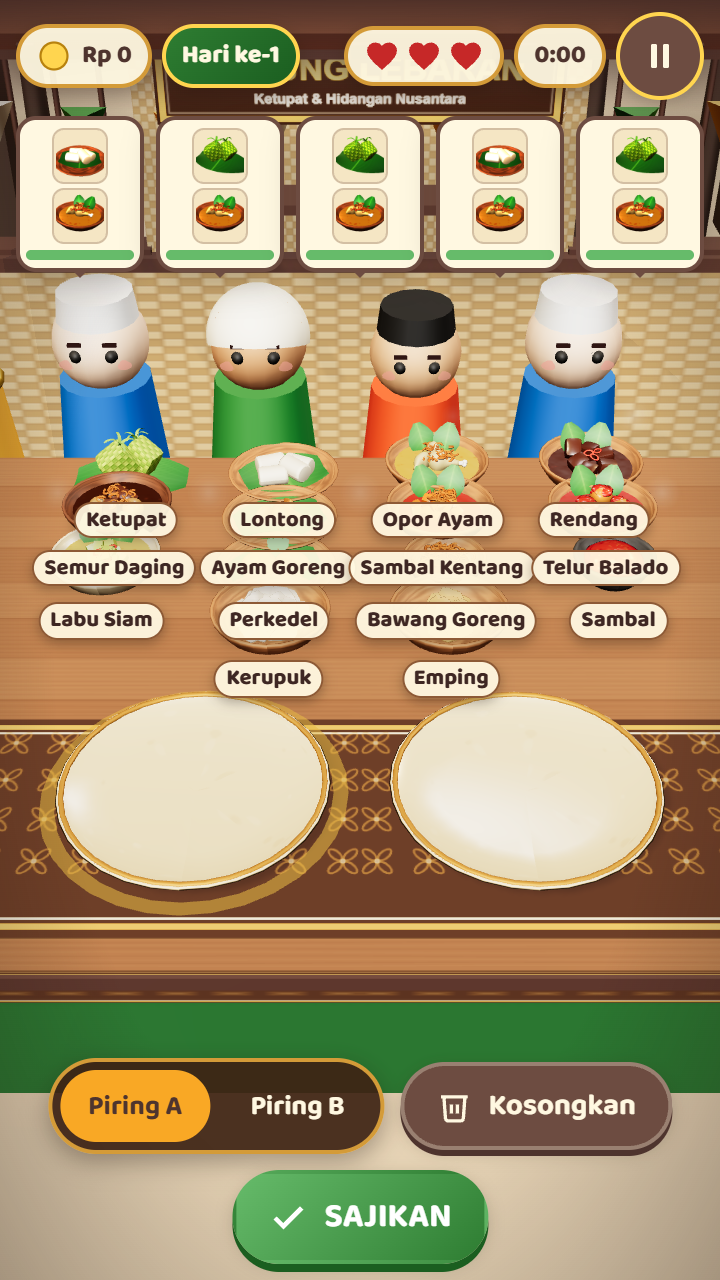 Rp 0
Hari ke-1
0:00
Ketupat & Hidangan Nusantara
Ketupat
Lontong
Opor Ayam
Rendang
Semur Daging
Ayam Goreng
Sambal Kentang
Telur Balado
Labu Siam
Perkedel
Bawang Goreng
Sambal
Kerupuk
Emping
Piring A
Piring B
Kosongkan
SAJIKAN